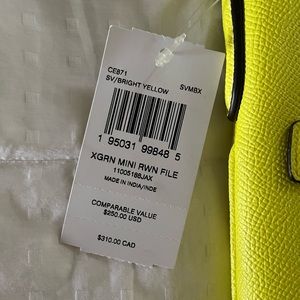 CE871 SVMBX
SV/BRIGHT YELLOW
1 95031 99848 5
XGRN MINI RWN FILE
11005186JAX
MADE IN INDIA/INDE
COMPARABLE VALUE
$250.00 USD
$310.00 CAD